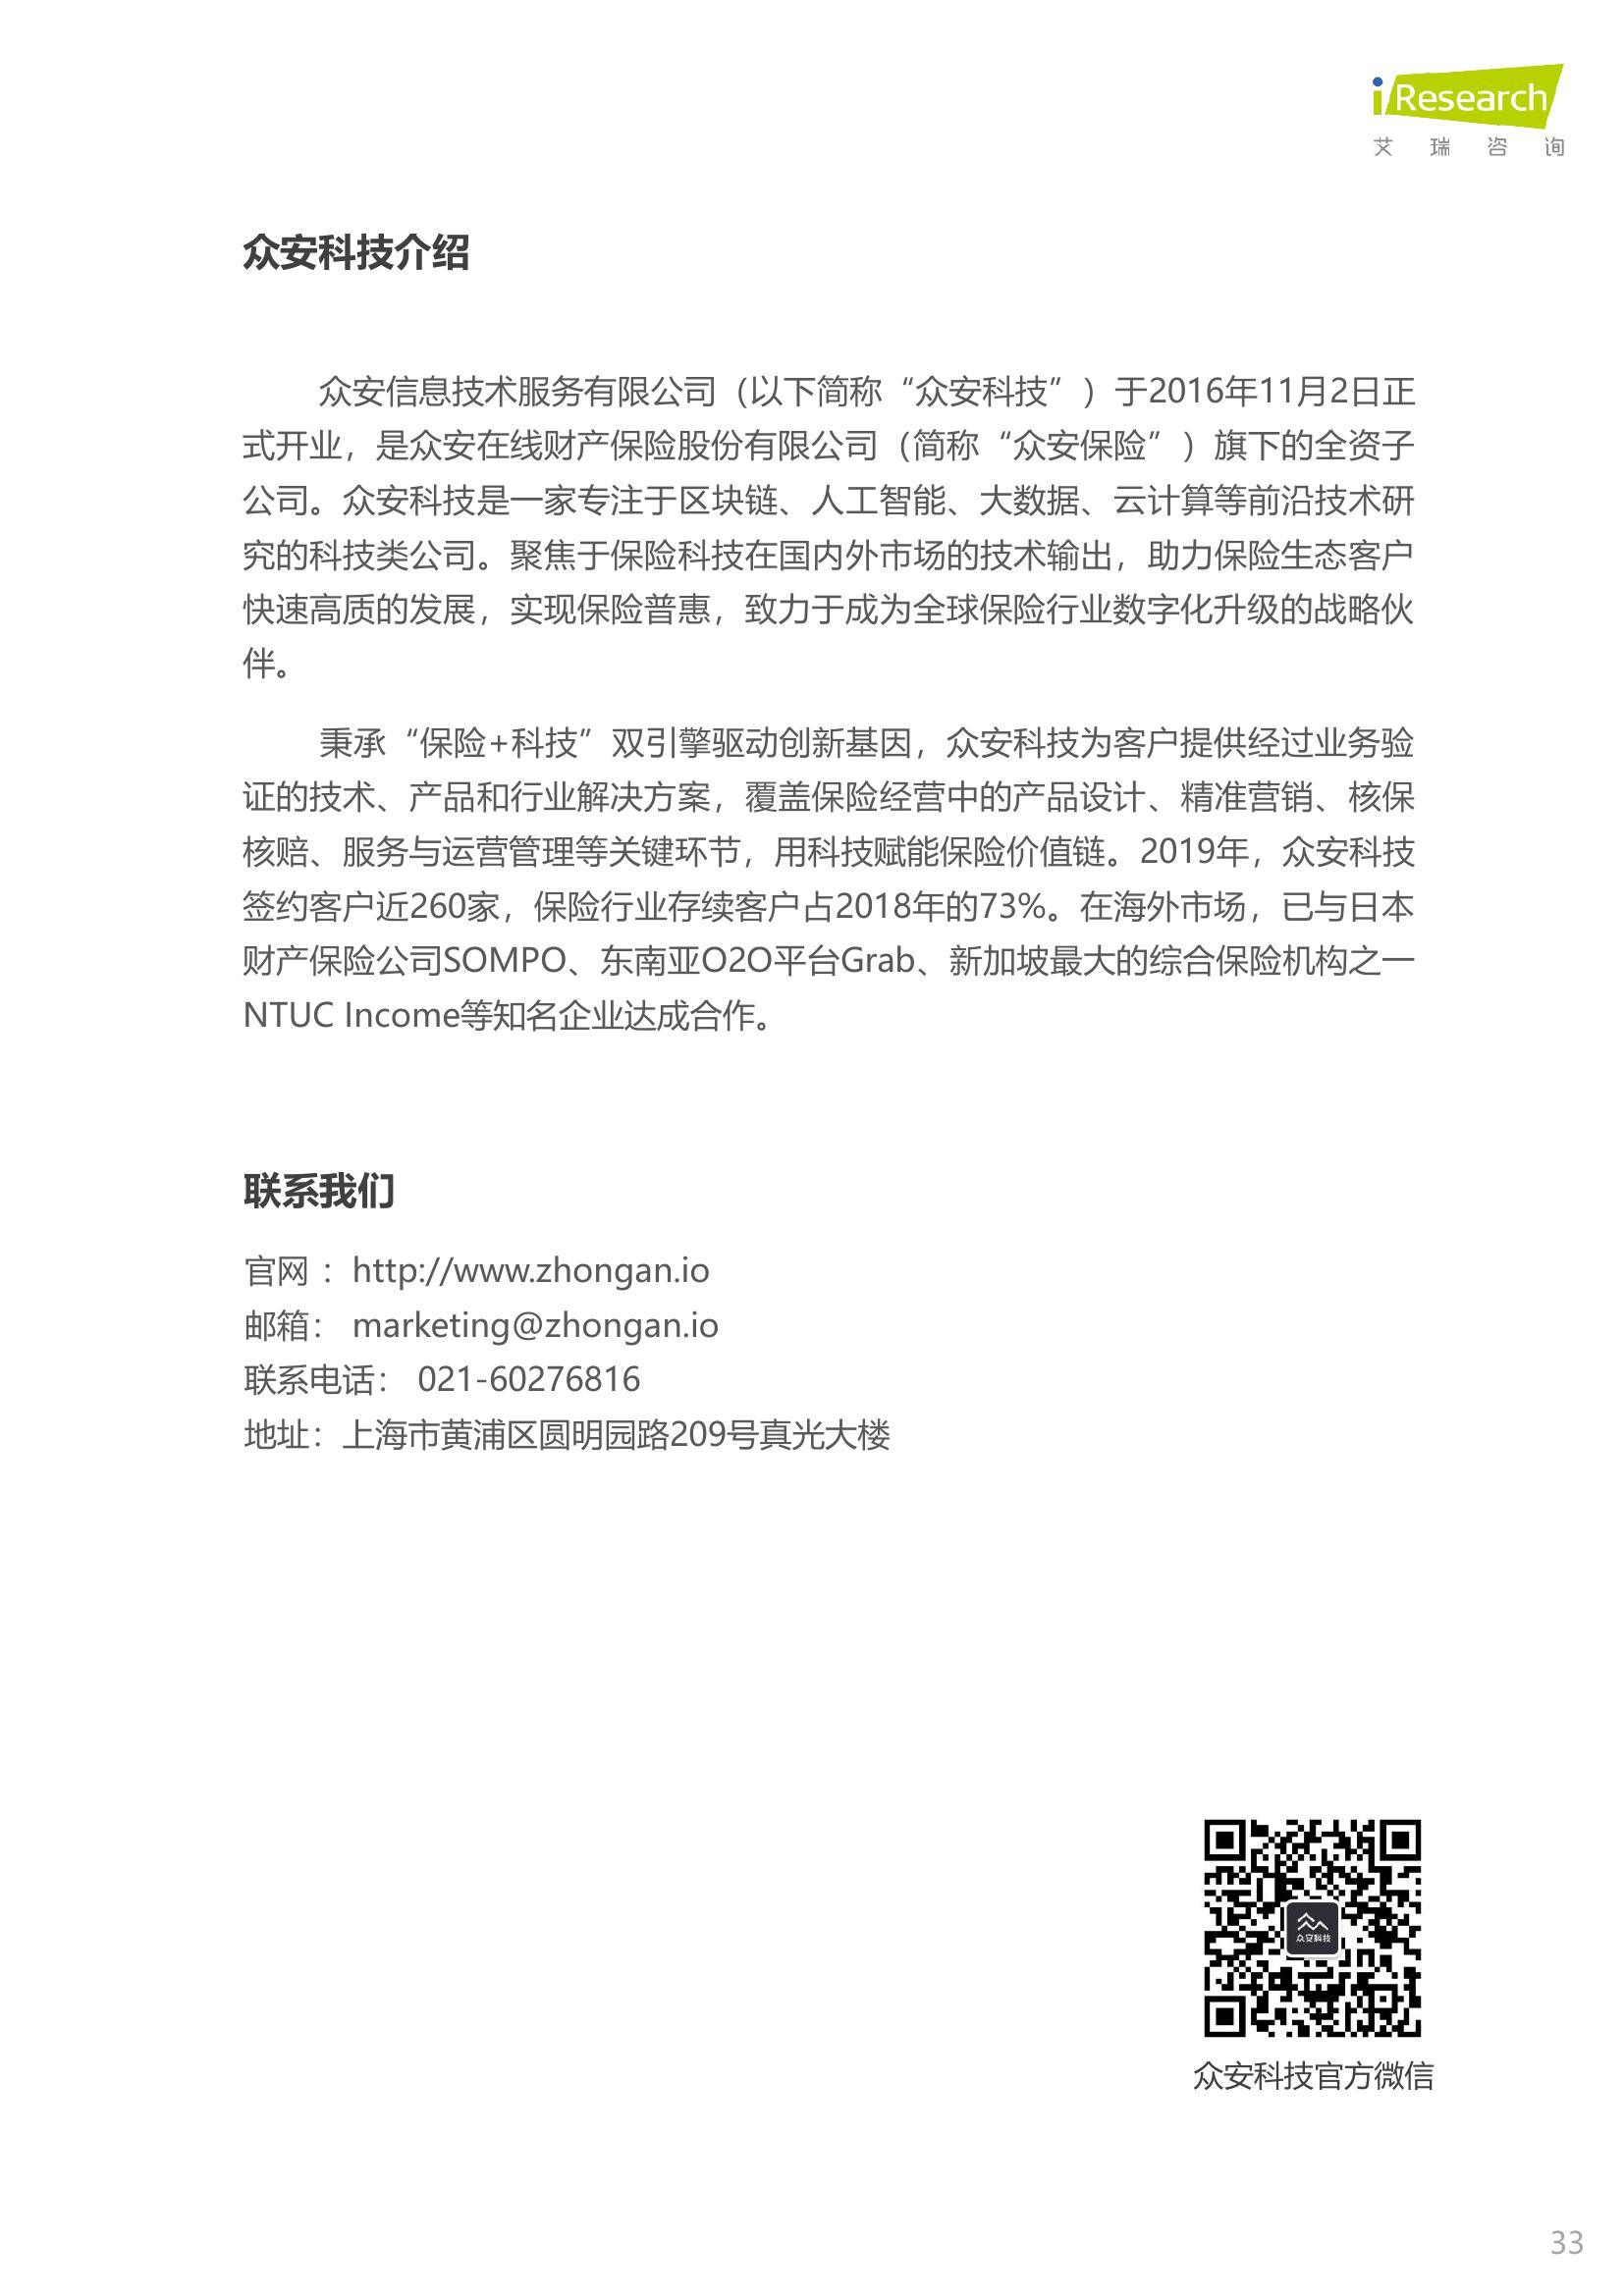 iResearch
艾瑞咨询
众安科技介绍
众安信息技术服务有限公司（以下简称“众安科技”）于2016年11月2日正
式开业，是众安在线财产保险股份有限公司（简称“众安保险”）旗下的全资子
公司。众安科技是一家专注于区块链、人工智能、大数据、云计算等前沿技术研
究的科技类公司。聚焦于保险科技在国内外市场的技术输出，助力保险生态客户
快速高质的发展，实现保险普惠，致力于成为全球保险行业数字化升级的战略伙
伴。
秉承“保险+科技”双引擎驱动创新基因，众安科技为客户提供经过业务验
证的技术、产品和行业解决方案，覆盖保险经营中的产品设计、精准营销、核保
核赔、服务与运营管理等关键环节，用科技赋能保险价值链。2019年，众安科技
签约客户近260家，保险行业存续客户占2018年的73%。在海外市场，已与日本
财产保险公司SOMPO、东南亚O2O平台Grab、新加坡最大的综合保险机构之一
NTUC Income等知名企业达成合作。
联系我们
官网 ：http://www.zhongan.io
邮箱： marketing@zhongan.io
联系电话： 021-60276816
地址：上海市黄浦区圆明园路209号真光大楼
众安科技
众安科技官方微信
33